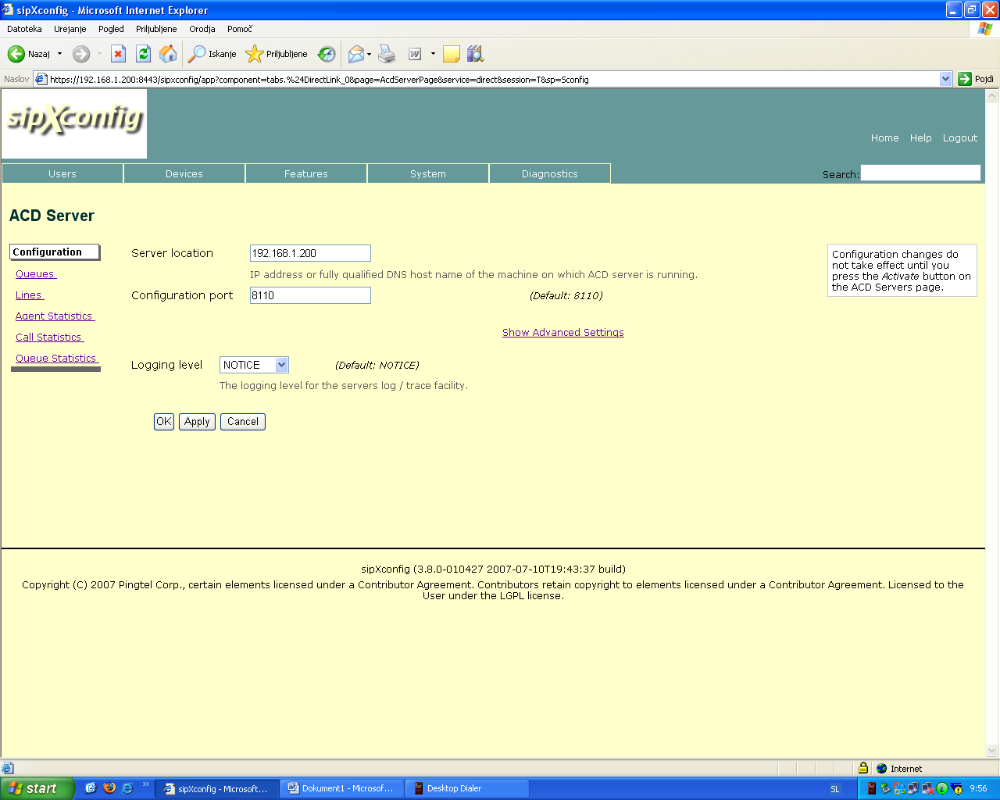 sipXconfig - Microsoft Internet Explorer
Datoteka Urejanje Pogled Priljubljene Orodja Pomoč
Nazaj Iskanje Priljubljene
Naslov https://192.168.1.200:8443/sipxconfig/app?component=tabs.%24DirectLink_0&page=AcdServerPage&service=direct&session=T&sp=Sconfig Pojdi
sipXconfig
Home Help Logout
Users Devices Features System Diagnostics Search:
ACD Server
Configuration
Queues
Lines
Agent Statistics
Call Statistics
Queue Statistics
Server location 192.168.1.200
IP address or fully qualified DNS host name of the machine on which ACD server is running.
Configuration port 8110 (Default: 8110)
Show Advanced Settings
Logging level NOTICE (Default: NOTICE)
The logging level for the servers log / trace facility.
OK Apply Cancel
Configuration changes do
not take effect until you
press the Activate button on
the ACD Servers page.
sipXconfig (3.8.0-010427 2007-07-10T19:43:37 build)
Copyright (C) 2007 Pingtel Corp., certain elements licensed under a Contributor Agreement. Contributors retain copyright to elements licensed under a Contributor Agreement. Licensed to the
User under the LGPL license.
Internet
start sipXconfig - Microsoft... Dokument1 - Microsof... Desktop Dialer SL 9:56